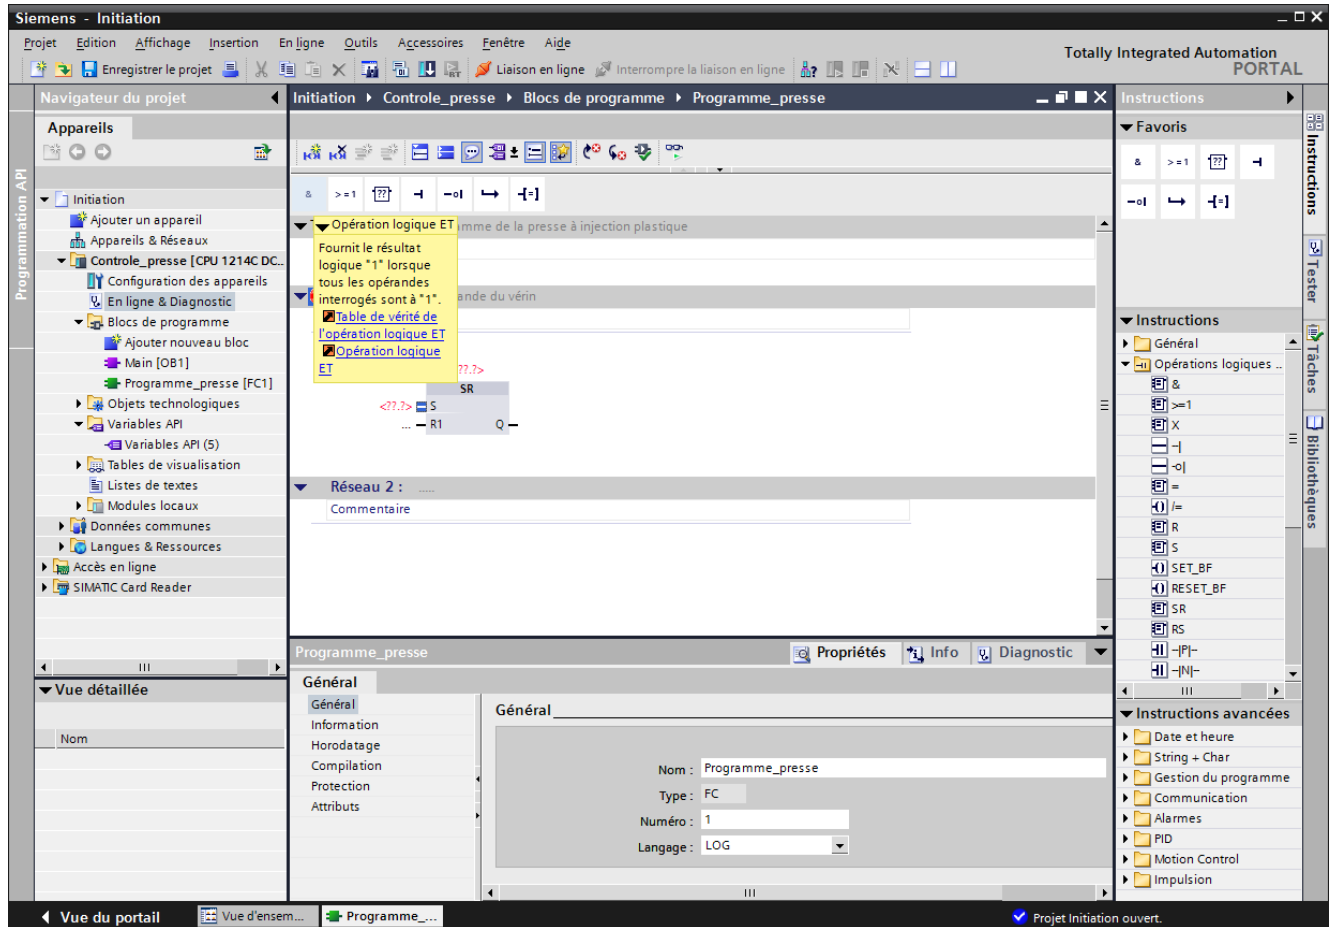 Siemens - Initiation
Projet Edition Affichage Insertion En ligne Outils Accessoires Fenêtre Aide
Totally Integrated Automation
PORTAL
Enregistrer le projet Liaison en ligne Interrompre la liaison en ligne
Navigateur du projet
Appareils
Programmation API
Initiation
Ajouter un appareil
Appareils & Réseaux
Controle_presse [CPU 1214C DC..
Configuration des appareils
En ligne & Diagnostic
Blocs de programme
Ajouter nouveau bloc
Main [OB1]
Programme_presse [FC1]
Objets technologiques
Variables API
Variables API (5)
Tables de visualisation
Listes de textes
Modules locaux
Données communes
Langues & Ressources
Accès en ligne
SIMATIC Card Reader
Vue détaillée
Nom
Initiation Controle_presse Blocs de programme Programme_presse
& >=1 ?? -| -o| -[=]
Opération logique ET
Fournit le résultat
logique "1" lorsque
tous les opérandes
interrogés sont à "1".
Table de vérité de
l'opération logique ET
Opération logique
ET
mme de la presse à injection plastique
ande du vérin
??.?>
SR
<??.?> S
... R1 Q
Réseau 2 : .....
Commentaire
Programme_presse
Propriétés Info Diagnostic
Général
Général
Information
Horodatage
Compilation
Protection
Attributs
Général
Nom : Programme_presse
Type : FC
Numéro : 1
Langage : LOG
Instructions
Favoris
& >=1 ?? -|
-o| -[=]
Instructions
Général
Opérations logiques ..
&
>=1
X
-|
-o|
=
/=
R
S
SET_BF
RESET_BF
SR
RS
-|P|-
-|N|-
Instructions avancées
Date et heure
String + Char
Gestion du programme
Communication
Alarmes
PID
Motion Control
Impulsion
Instructions
Tester
Tâches
Bibliothèques
Vue du portail Vue d'ensem... Programme_... Projet Initiation ouvert.